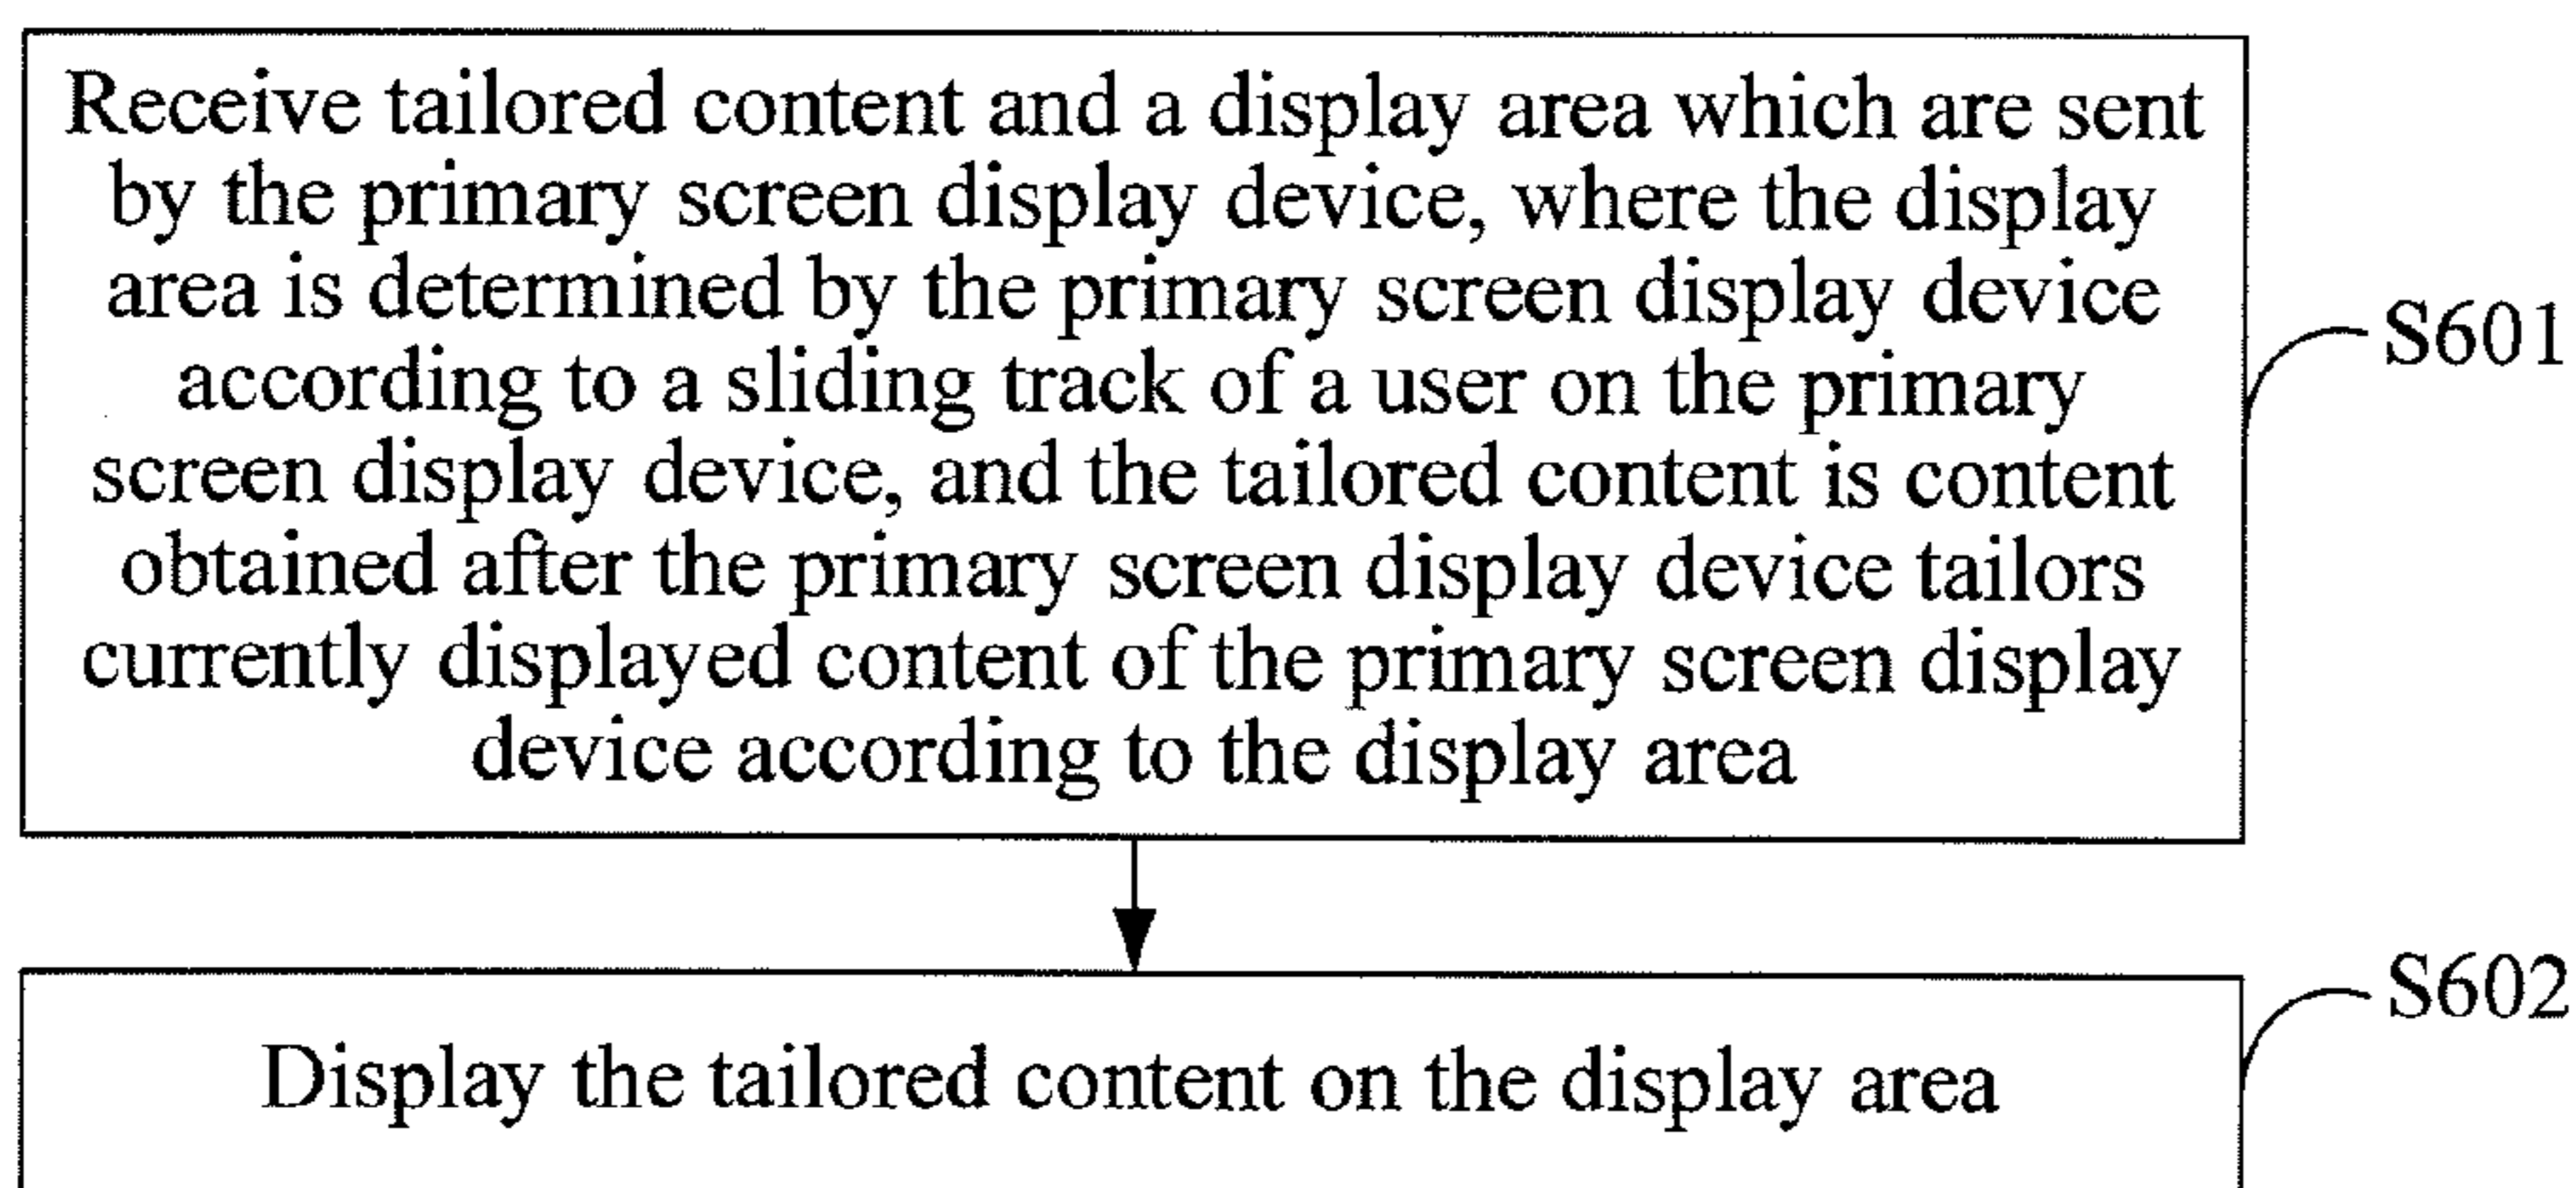 Receive tailored content and a display area which are sent
by the primary screen display device, where the display
area is determined by the primary screen display device
according to a sliding track of a user on the primary
screen display device, and the tailored content is content
obtained after the primary screen display device tailors
currently displayed content of the primary screen display
device according to the display area
S601
S602
Display the tailored content on the display area